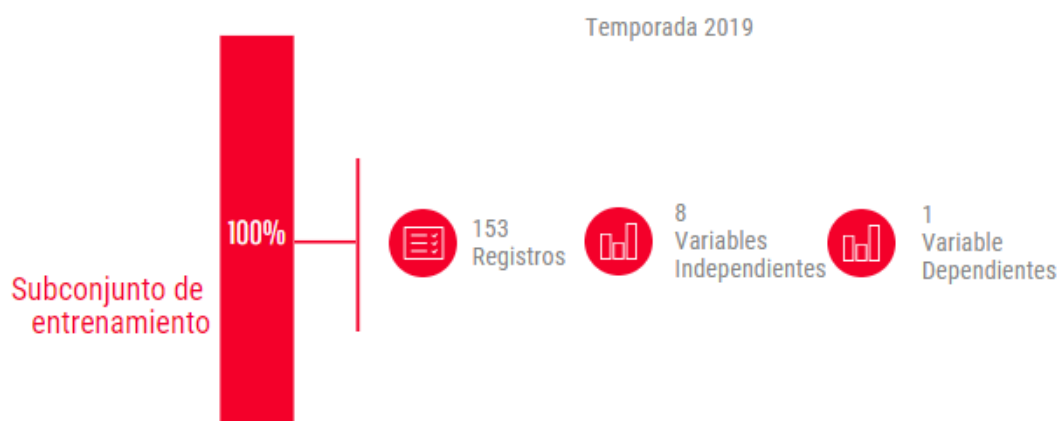 Temporada 2019
100%
Subconjunto de
entrenamiento
153
Registros
8
Variables
Independientes
1
Variable
Dependientes